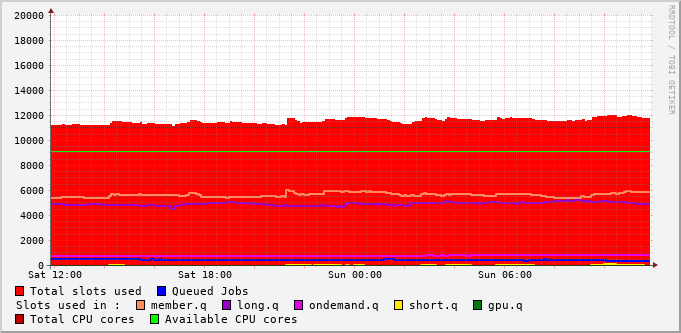 20000
18000
16000
14000
12000
10000
8000
6000
4000
2000
0
Sat 12:00 Sat 18:00 Sun 00:00 Sun 06:00
Total slots used Queued Jobs
Slots used in : member.q long.q ondemand.q short.q gpu.q
Total CPU cores Available CPU cores
RRDTOOL / TOBI OETIKER